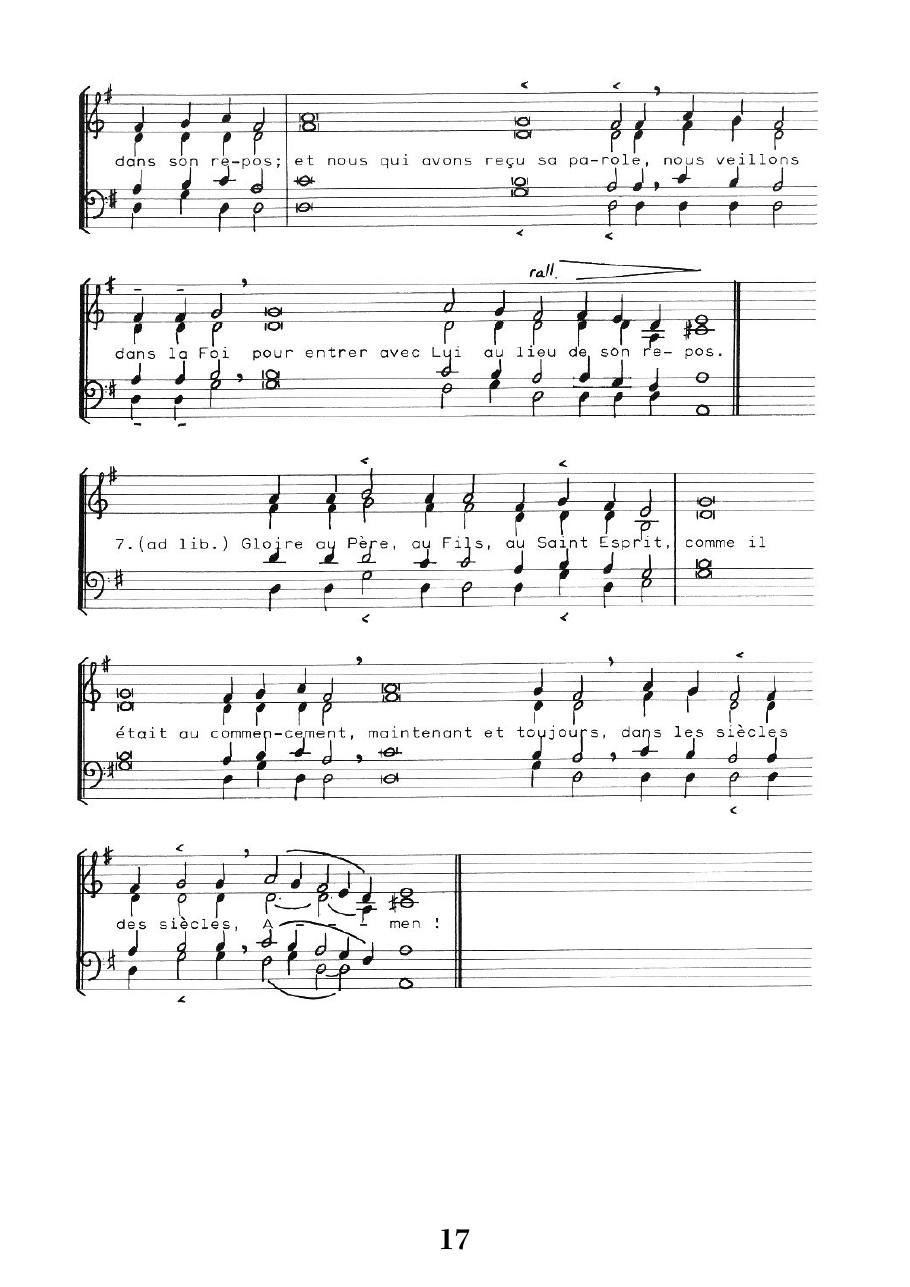 dans son re-pos; et nous qui avons reçu sa pa-role, nous veillons
rall.
dans la Foi pour entrer avec Lui au lieu de son re- pos.
7.(ad lib.) Gloire au Père, au Fils, au Saint Esprit, comme il
était au commen-cement, maintenant et toujours, dans les siècles
des siècles, A - - - men !
17